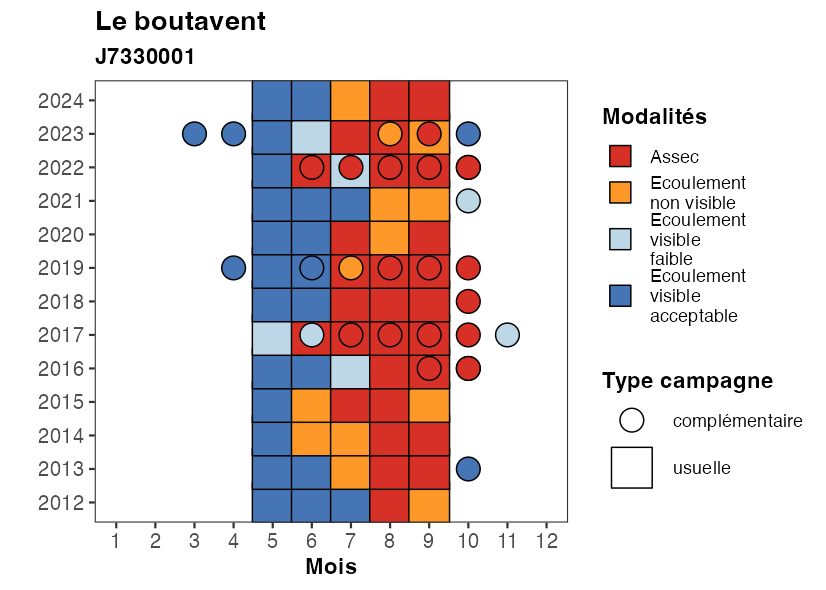 Le boutavent
J7330001
2024
2023
2022
2021
2020
2019
2018
2017
2016
2015
2014
2013
2012
1 2 3 4 5 6 7 8 9 10 11 12
Mois
Modalités
Assec
Ecoulement
non visible
Ecoulement
visible
faible
Ecoulement
visible
acceptable
Type campagne
complémentaire
usuelle